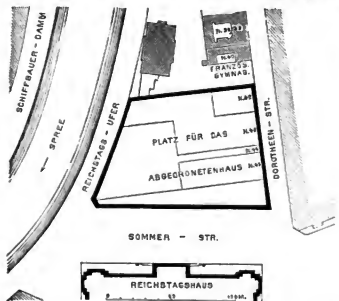 SCHIFFBAUER - DAMM
SPREE
REICHSTAGS - UFER
FRANZÖS.
GYMNAS.
PLATZ FÜR DAS
ABGEORDNETENHAUS
DOROTHEEN - STR.
SOMMER - STR.
REICHSTAGSHAUS